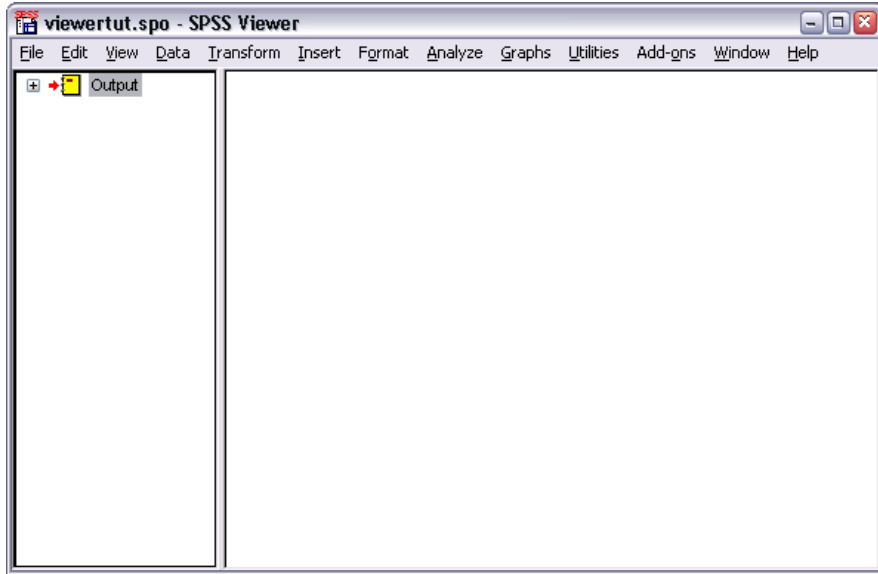 SPSS
viewertut.spo - SPSS Viewer
File Edit View Data Transform Insert Format Analyze Graphs Utilities Add-ons Window Help
Output